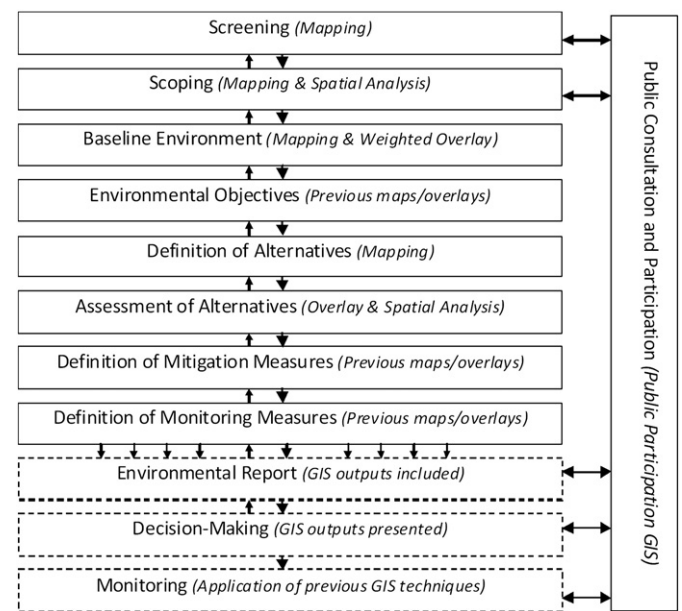 Screening (Mapping)
Scoping (Mapping & Spatial Analysis)
Baseline Environment (Mapping & Weighted Overlay)
Environmental Objectives (Previous maps/overlays)
Definition of Alternatives (Mapping)
Assessment of Alternatives (Overlay & Spatial Analysis)
Definition of Mitigation Measures (Previous maps/overlays)
Definition of Monitoring Measures (Previous maps/overlays)
Environmental Report (GIS outputs included)
Decision-Making (GIS outputs presented)
Monitoring (Application of previous GIS techniques)
Public Consultation and Participation (Public Participation GIS)